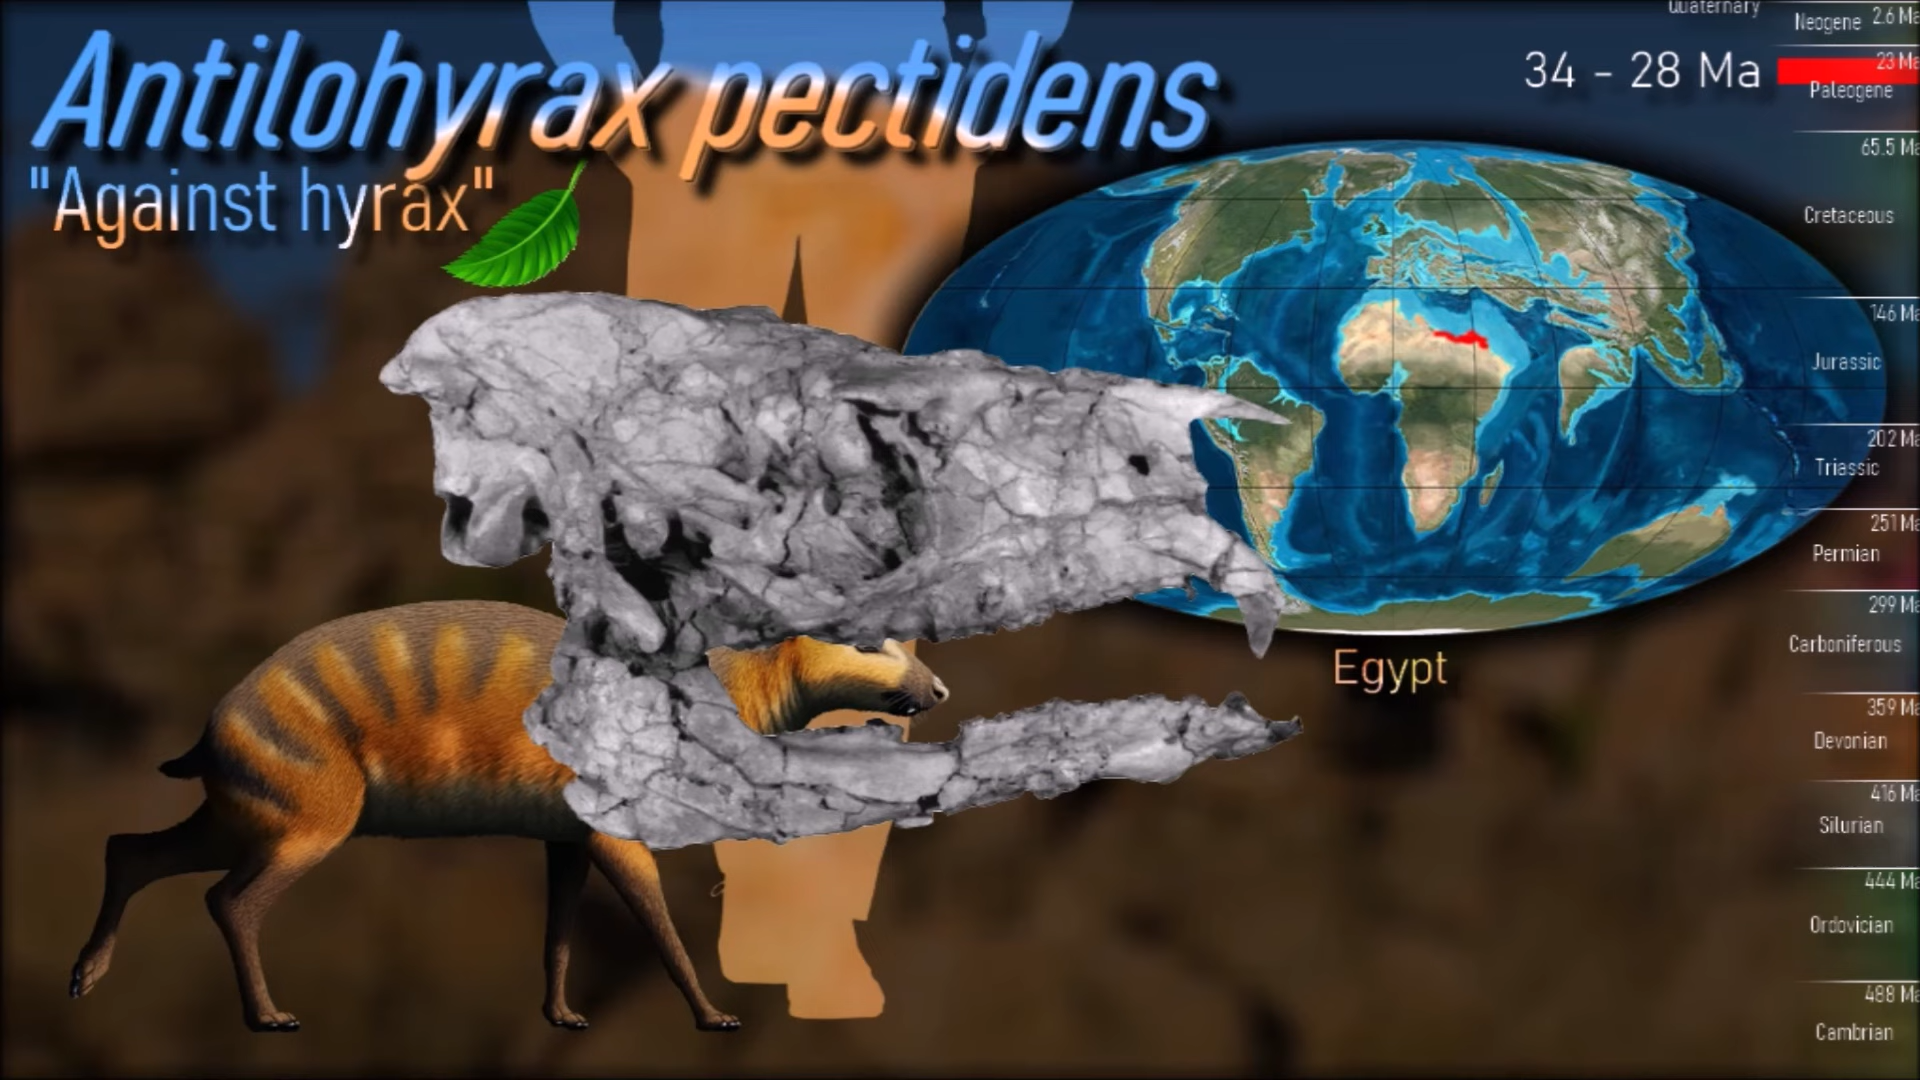 Antilohyrax pectidens
"Against hyrax"
34 - 28 Ma
Egypt
Quaternary
2.6 Ma
Neogene
23 Ma
Paleogene
65.5 Ma
Cretaceous
146 Ma
Jurassic
202 Ma
Triassic
251 Ma
Permian
299 Ma
Carboniferous
359 Ma
Devonian
416 Ma
Silurian
444 Ma
Ordovician
488 Ma
Cambrian